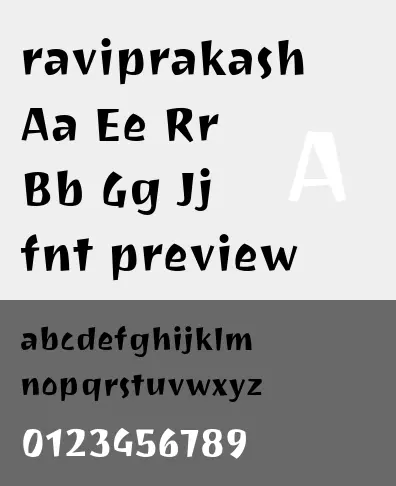 raviprakash
Aa Ee Rr
Bb Gg Jj
A
fnt preview
abcdefghijklm
nopqrstuvwxyz
0123456789